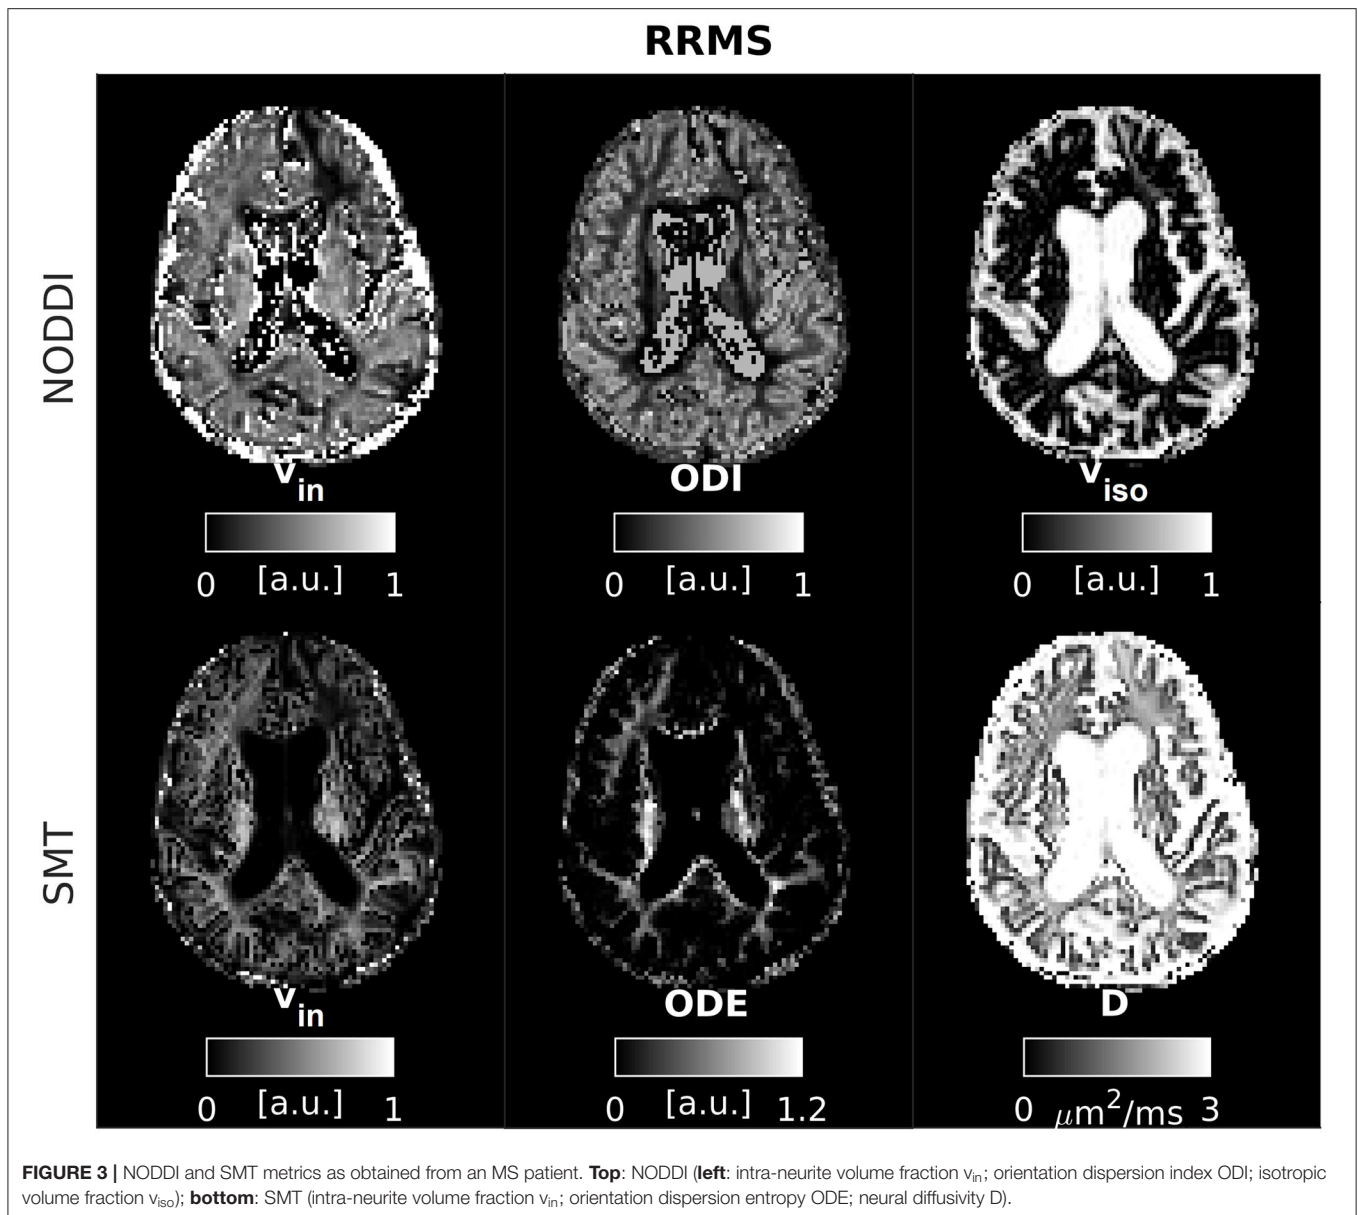 RRMS
NODDI
v_in
ODI
v_iso
0 [a.u.] 1
0 [a.u.] 1
0 [a.u.] 1
SMT
v_in
ODE
D
0 [a.u.] 1
0 [a.u.] 1.2
0 μm²/ms 3
FIGURE 3 | NODDI and SMT metrics as obtained from an MS patient. Top: NODDI (left: intra-neurite volume fraction v_in; orientation dispersion index ODI; isotropic
volume fraction v_iso); bottom: SMT (intra-neurite volume fraction v_in; orientation dispersion entropy ODE; neural diffusivity D).